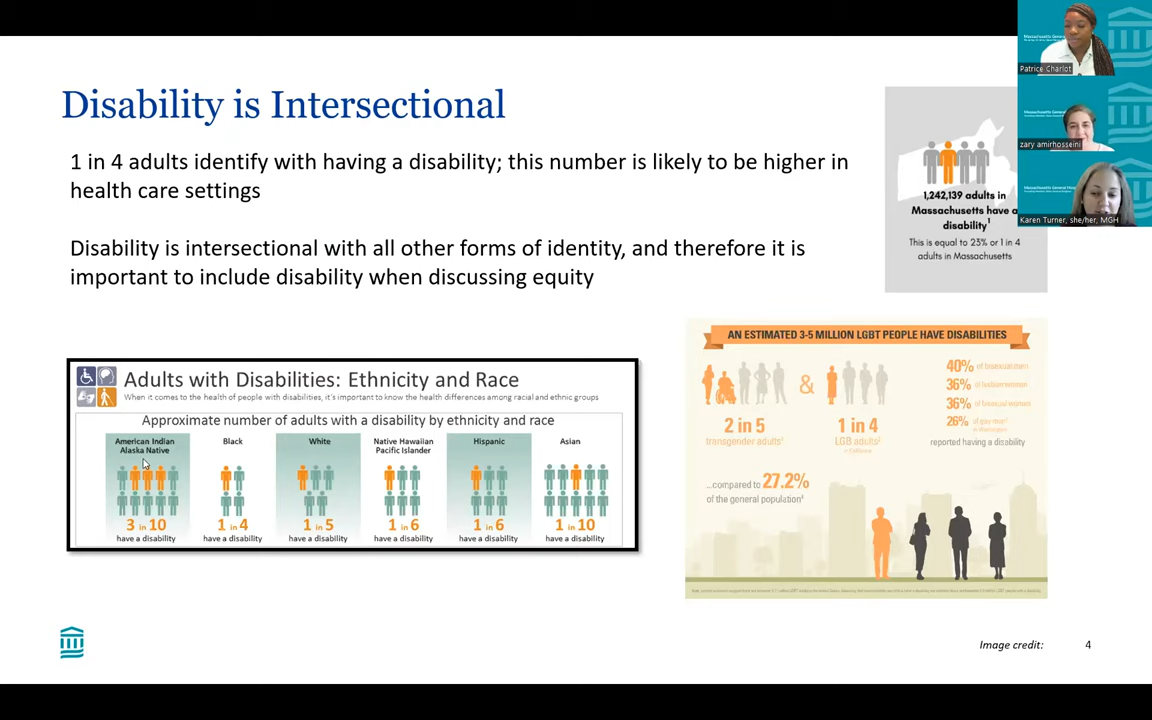 Disability is Intersectional
1 in 4 adults identify with having a disability; this number is likely to be higher in
health care settings
Disability is intersectional with all other forms of identity, and therefore it is
important to include disability when discussing equity
1,242,139 adults in
Massachusetts have a
disability1
This is equal to 23% or 1 in 4
adults in Massachusetts
Patrice Charlot
zary amirhosseini
Karen Turner, she/her, MGH
Adults with Disabilities: Ethnicity and Race
When it comes to the health of people with disabilities, it's important to know the health differences among racial and ethnic groups
Approximate number of adults with a disability by ethnicity and race
American Indian
Alaska Native
3 in 10
have a disability
Black
1 in 4
have a disability
White
1 in 5
have a disability
Native Hawaiian
Pacific Islander
1 in 6
have a disability
Hispanic
1 in 6
have a disability
Asian
1 in 10
have a disability
AN ESTIMATED 3-5 MILLION LGBT PEOPLE HAVE DISABILITIES
2 in 5
transgender adults
&
1 in 4
LGB adults
40% of bisexual men
36% of lesbian women
36% of bisexual women
26% of gay men
reported having a disability
...compared to 27.2%
of the general population
Image credit:
4